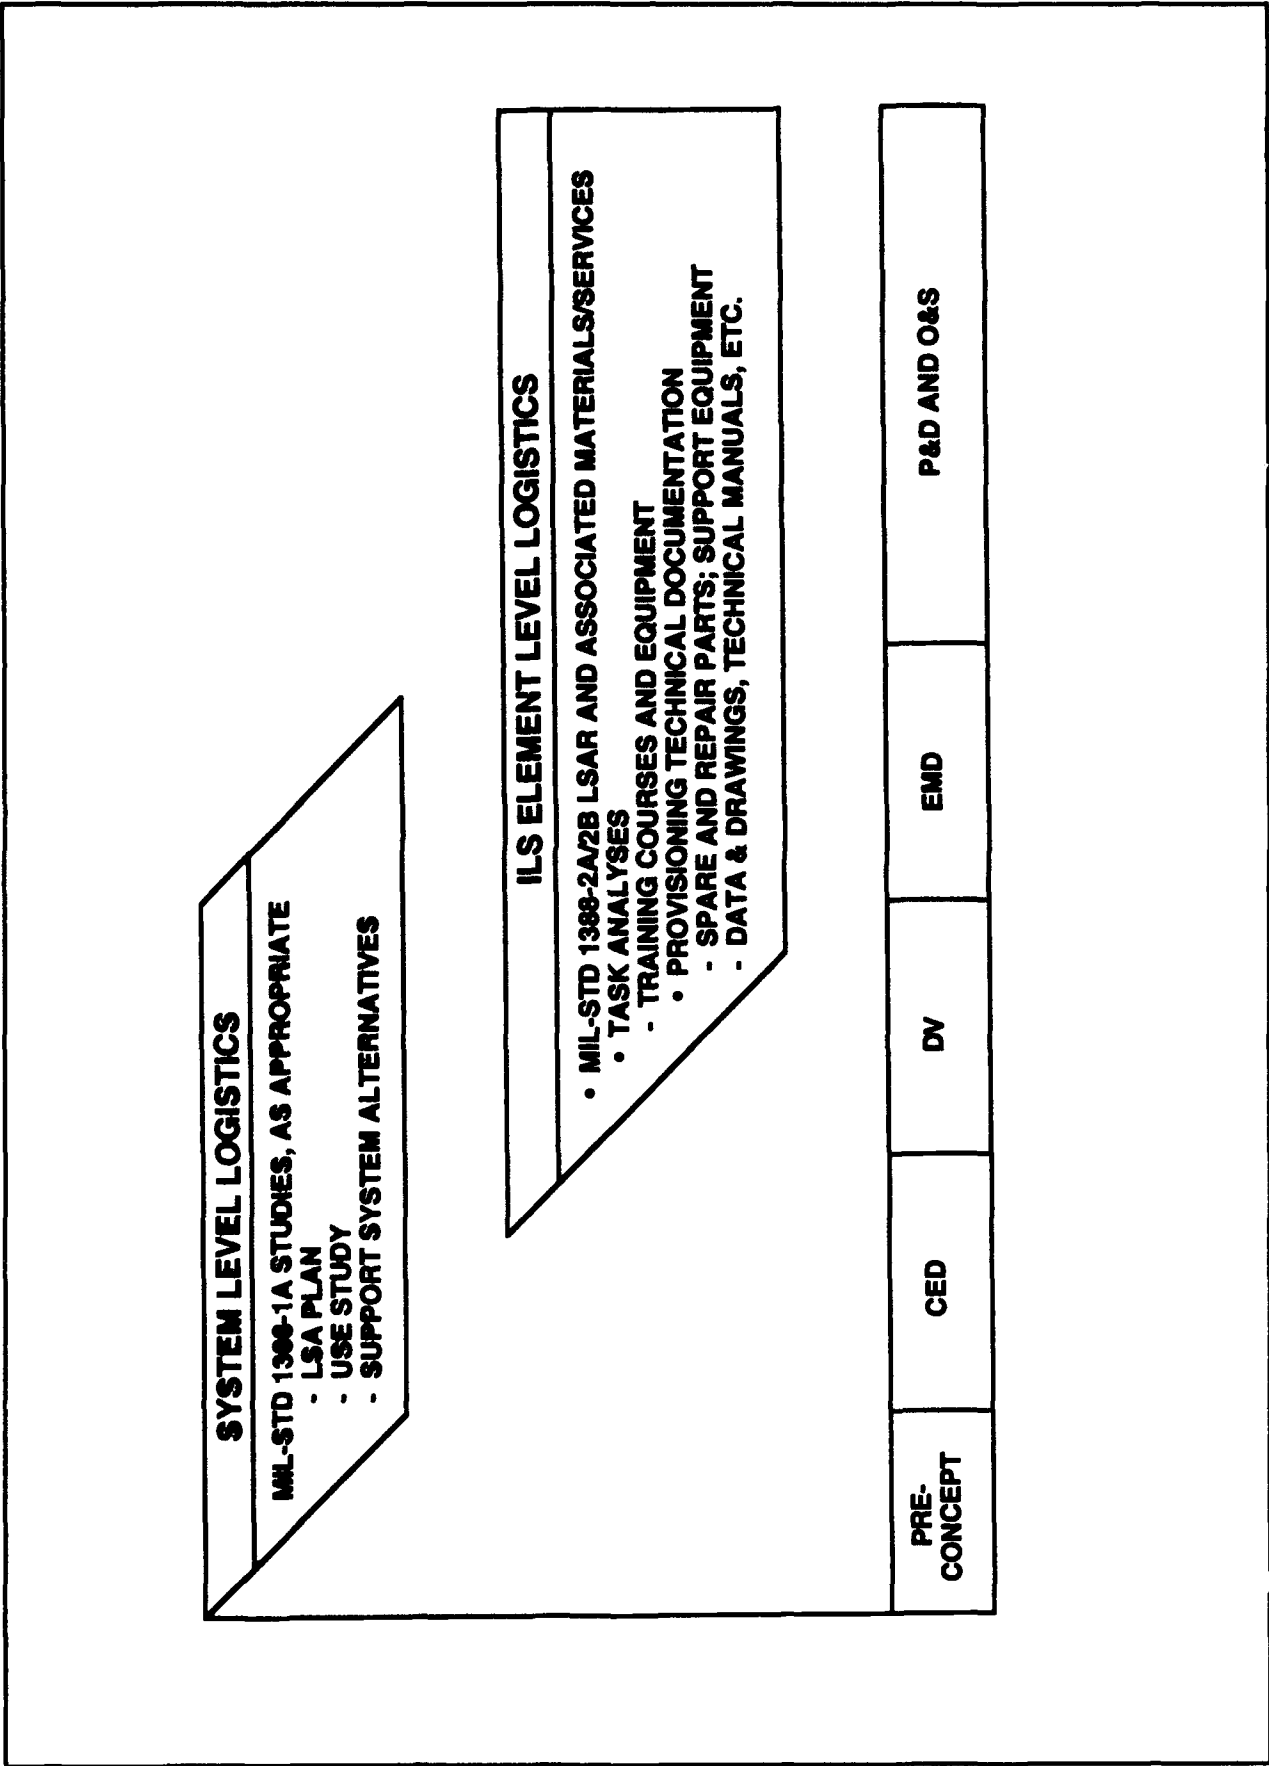 SYSTEM LEVEL LOGISTICS
MIL-STD 1388-1A STUDIES, AS APPROPRIATE
- LSA PLAN
- USE STUDY
- SUPPORT SYSTEM ALTERNATIVES
ILS ELEMENT LEVEL LOGISTICS
• MIL-STD 1388-2A/2B LSAR AND ASSOCIATED MATERIALS/SERVICES
• TASK ANALYSES
- TRAINING COURSES AND EQUIPMENT
• PROVISIONING TECHNICAL DOCUMENTATION
- SPARE AND REPAIR PARTS; SUPPORT EQUIPMENT
- DATA & DRAWINGS, TECHNICAL MANUALS, ETC.
PRE-
CONCEPT
CED
DV
EMD
P&D AND O&S